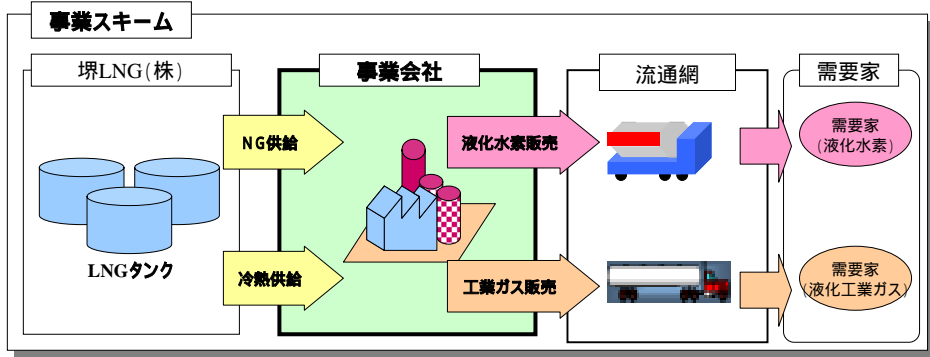 事業スキーム
堺LNG(株)
事業会社
流通網
需要家
NG供給
液化水素販売
需要家
(液化水素)
LNGタンク
冷熱供給
工業ガス販売
需要家
(液化工業ガス)